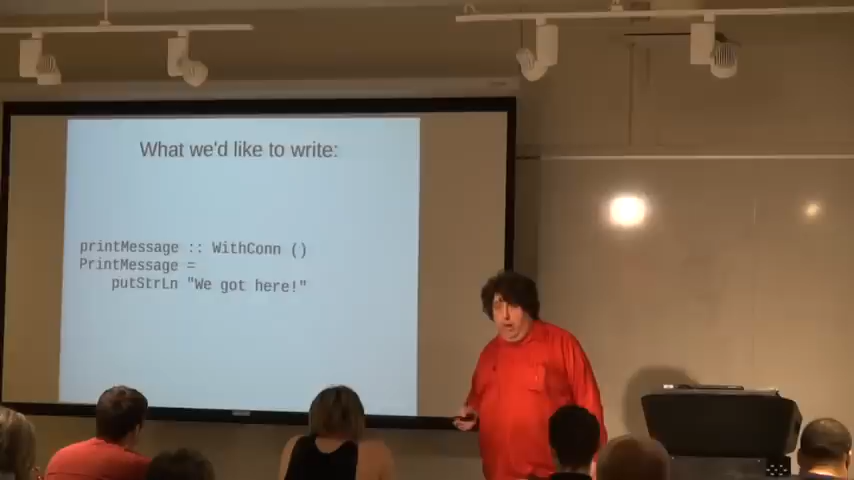 What we'd like to write:
printMessage :: WithConn ()
PrintMessage =
putStrLn "We got here!"